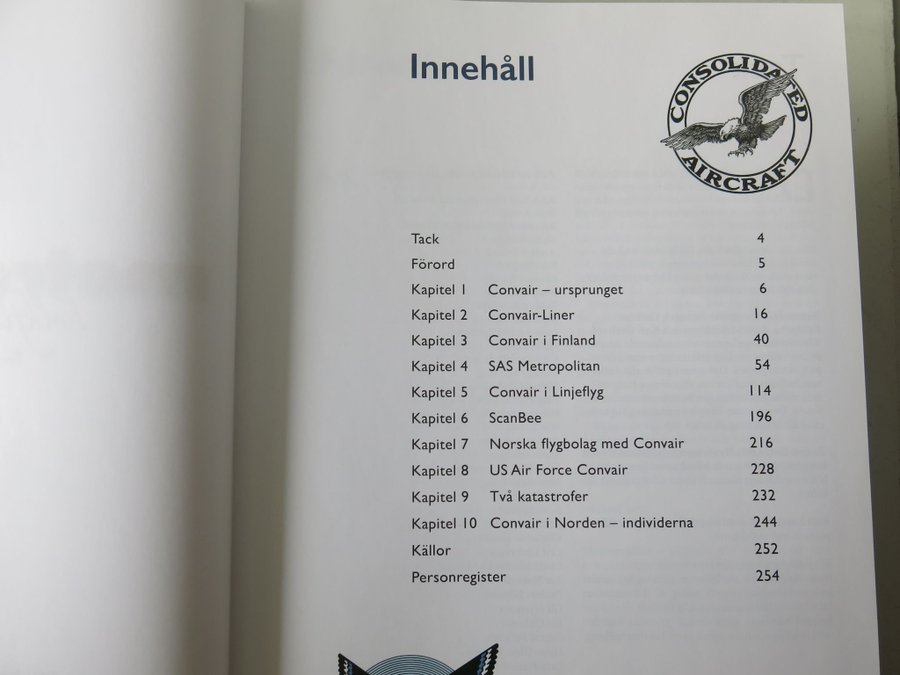 Innehåll
CONSOLIDATED
AIRCRAFT
Tack 4
Förord 5
Kapitel 1 Convair – ursprunget 6
Kapitel 2 Convair-Liner 16
Kapitel 3 Convair i Finland 40
Kapitel 4 SAS Metropolitan 54
Kapitel 5 Convair i Linjeflyg 114
Kapitel 6 ScanBee 196
Kapitel 7 Norska flygbolag med Convair 216
Kapitel 8 US Air Force Convair 228
Kapitel 9 Två katastrofer 232
Kapitel 10 Convair i Norden – individerna 244
Källor 252
Personregister 254